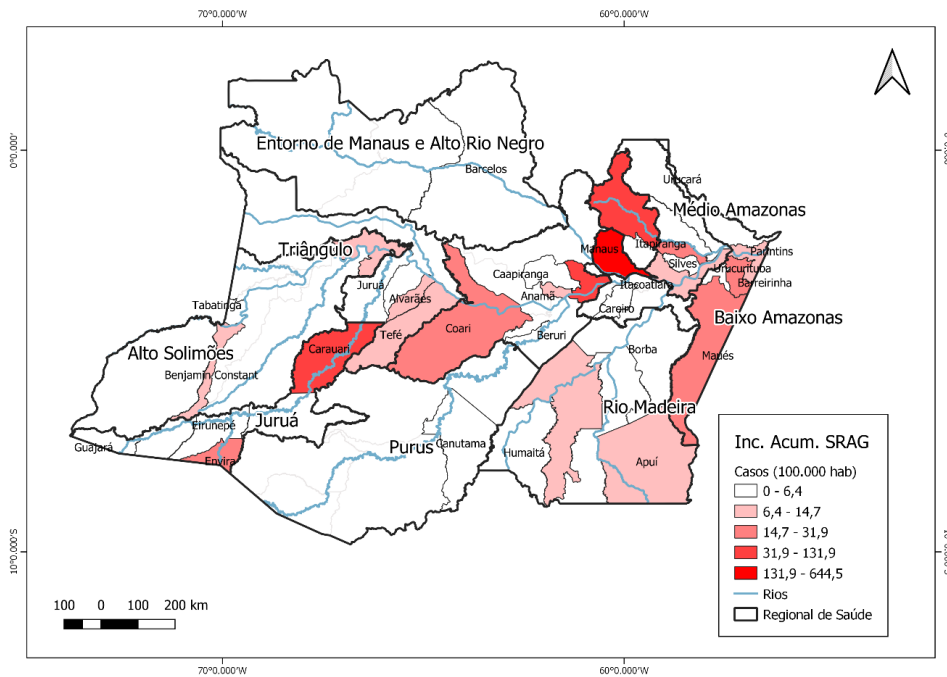 70°0.000'W 60°0.000'W
0°0.000'
Entorno de Manaus e Alto Rio Negro
Barcelos
Urucará
Médio Amazonas
Manaus
Itapiranga
Parintins
Triângulo
Silves
Urucurituba
Caapiranga
Juruá
Itacoatiara
Barreirinha
Alvarães
Anamã
Tabatinga
Careiro
Baixo Amazonas
Coari
Tefé
Beruri
Carauari
Alto Solimões
Borba
Maués
Benjamin Constant
Rio Madeira
Juruá
Eirunepé
Guajará
Purus
Canutama
Humaitá
Envira
Apuí
Inc. Acum. SRAG
Casos (100.000 hab)
0 - 6,4
6,4 - 14,7
14,7 - 31,9
31,9 - 131,9
131,9 - 644,5
Rios
Regional de Saúde
10°0.000'S
100 0 100 200 km
70°0.000'W 60°0.000'W